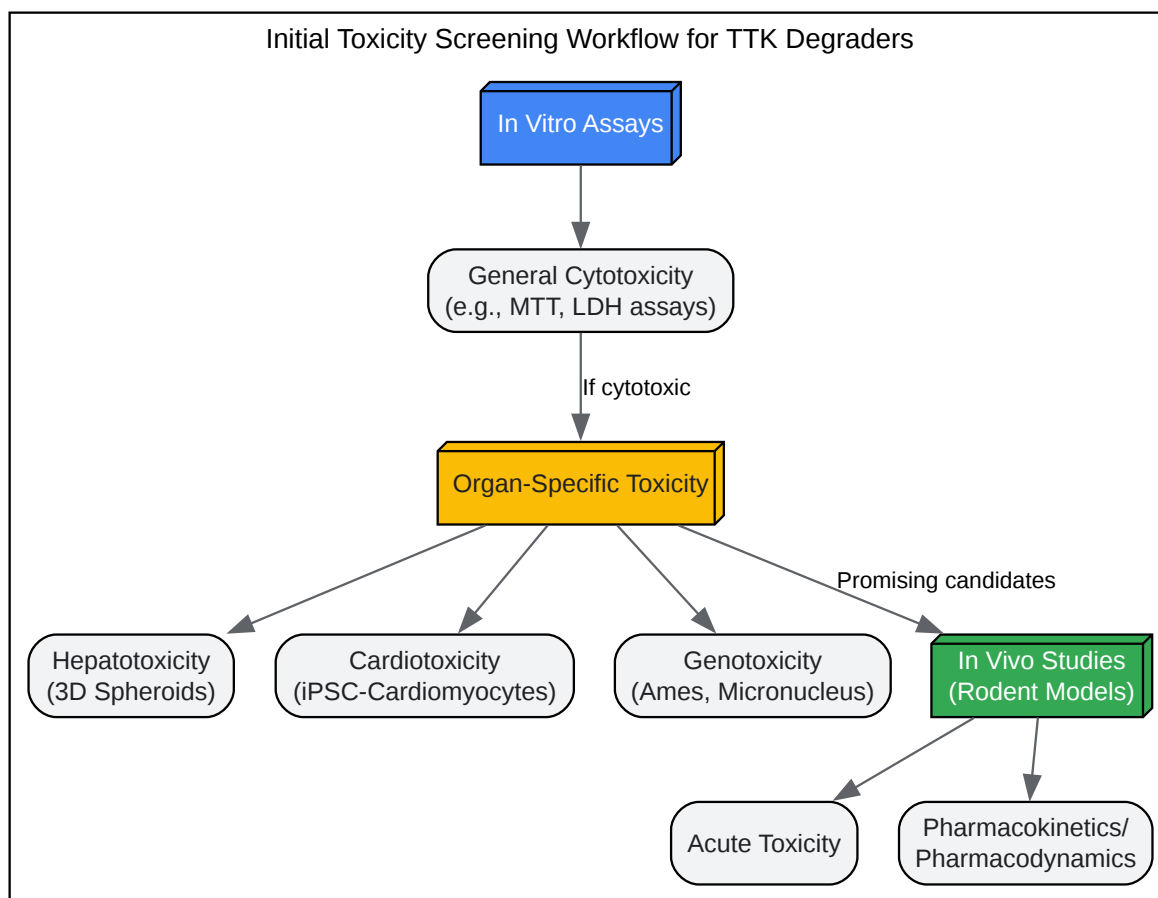 Initial Toxicity Screening Workflow for TTK Degraders
In Vitro Assays
General Cytotoxicity
(e.g., MTT, LDH assays)
If cytotoxic
Organ-Specific Toxicity
Promising candidates
Hepatotoxicity
(3D Spheroids)
Cardiotoxicity
(iPSC-Cardiomyocytes)
Genotoxicity
(Ames, Micronucleus)
In Vivo Studies
(Rodent Models)
Acute Toxicity
Pharmacokinetics/
Pharmacodynamics